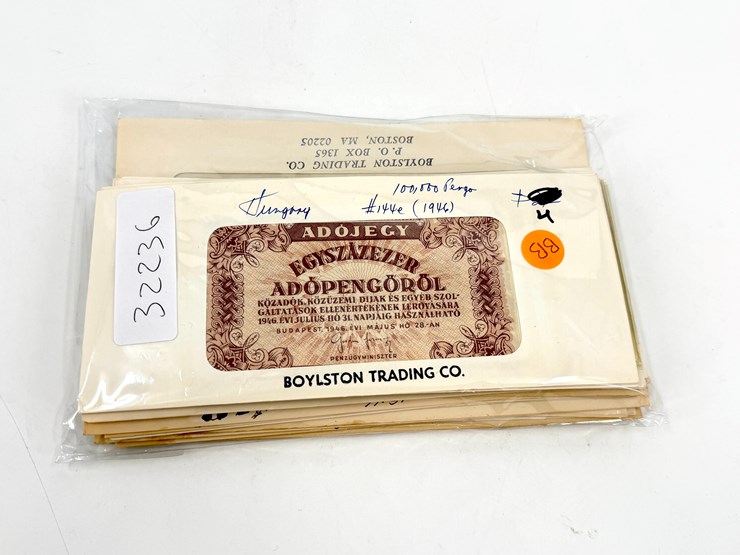 BOYLSTON TRADING CO.
P. O. BOX 1365
BOSTON, MA 02205
32236
Hungary
100,000 Pengo
#144e (1946)
4
ADÓJEGY
EGYSZÁZEZER
ADÓPENGŐRŐL
KÖZADÓK, KÖZÜZEMI DIJAK ÉS EGYÉB SZOL-
GÁLTATÁSOK ELLENÉRTÉKÉNEK LEROVÁSÁRA
1946. ÉVI JULIUS HÓ 31. NAPJÁIG HASZNÁLHATÓ
BUDAPEST 1946. ÉVI MÁJUS HÓ 28.-ÁN
PÉNZÜGYMINISZTER
BOYLSTON TRADING CO.